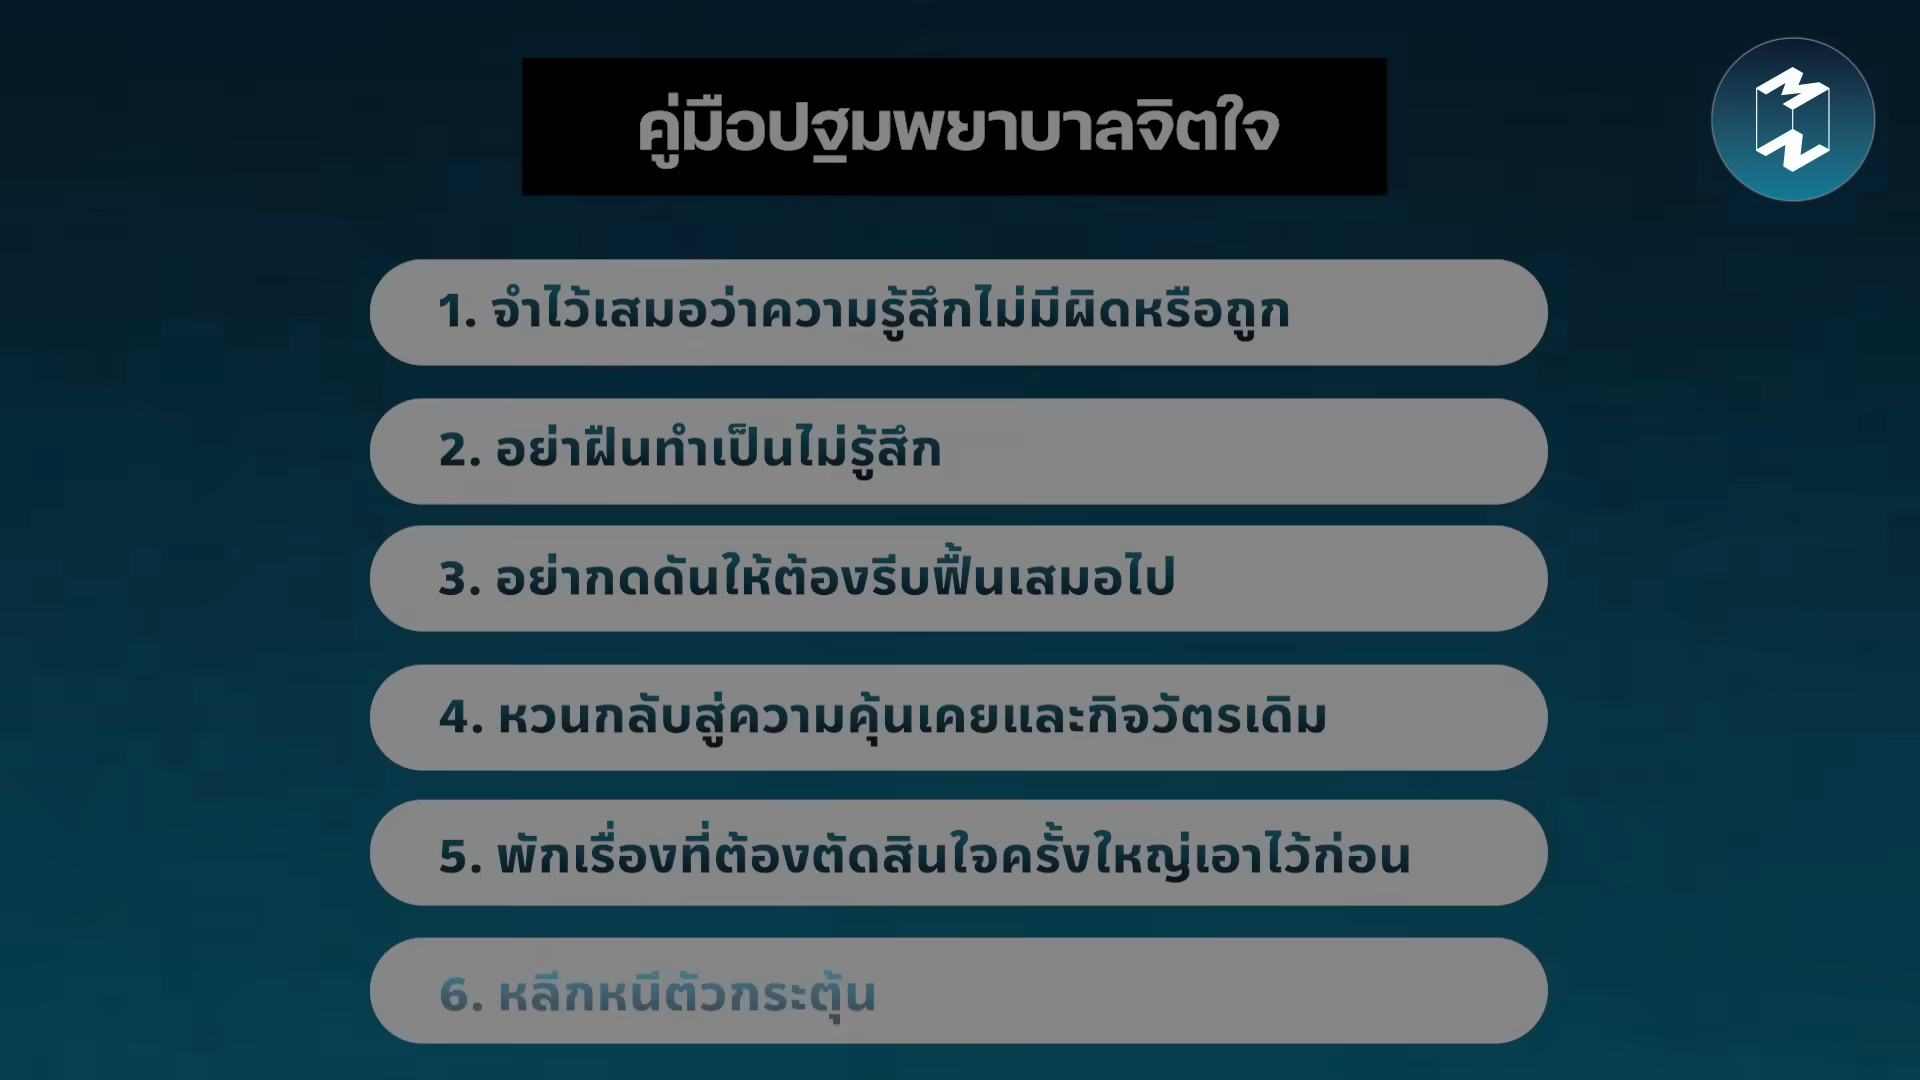 คู่มือปฐมพยาบาลจิตใจ
1. จำไว้เสมอว่าความรู้สึกไม่มีผิดหรือถูก
2. อย่าฝืนทำเป็นไม่รู้สึก
3. อย่ากดดันให้ต้องรีบฟื้นเสมอไป
4. หวนกลับสู่ความคุ้นเคยและกิจวัตรเดิม
5. พักเรื่องที่ต้องตัดสินใจครั้งใหญ่เอาไว้ก่อน
6. หลีกหนีตัวกระตุ้น